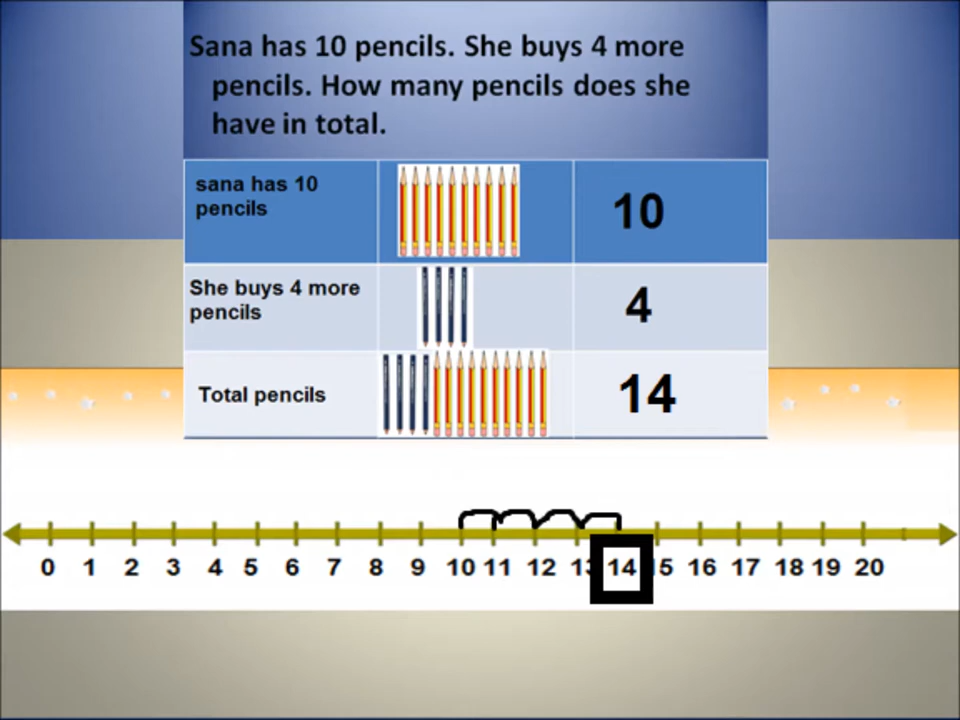 Sana has 10 pencils. She buys 4 more
pencils. How many pencils does she
have in total.
sana has 10
pencils
10
She buys 4 more
pencils
4
Total pencils
14
0 1 2 3 4 5 6 7 8 9 10 11 12 13 14 15 16 17 18 19 20